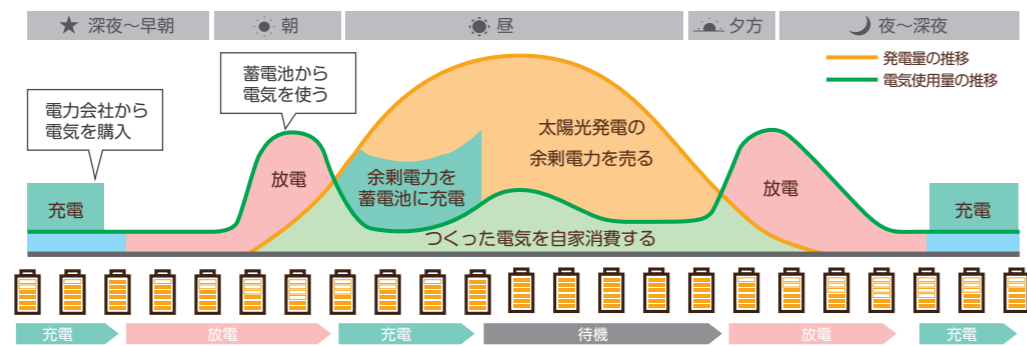 ★ 深夜～早朝
朝
昼
夕方
夜～深夜
発電量の推移
電気使用量の推移
蓄電池から
電気を使う
電力会社から
電気を購入
太陽光発電の
余剰電力を売る
放電
余剰電力を
蓄電池に充電
放電
充電
充電
つくった電気を自家消費する
充電
放電
充電
待機
放電
充電